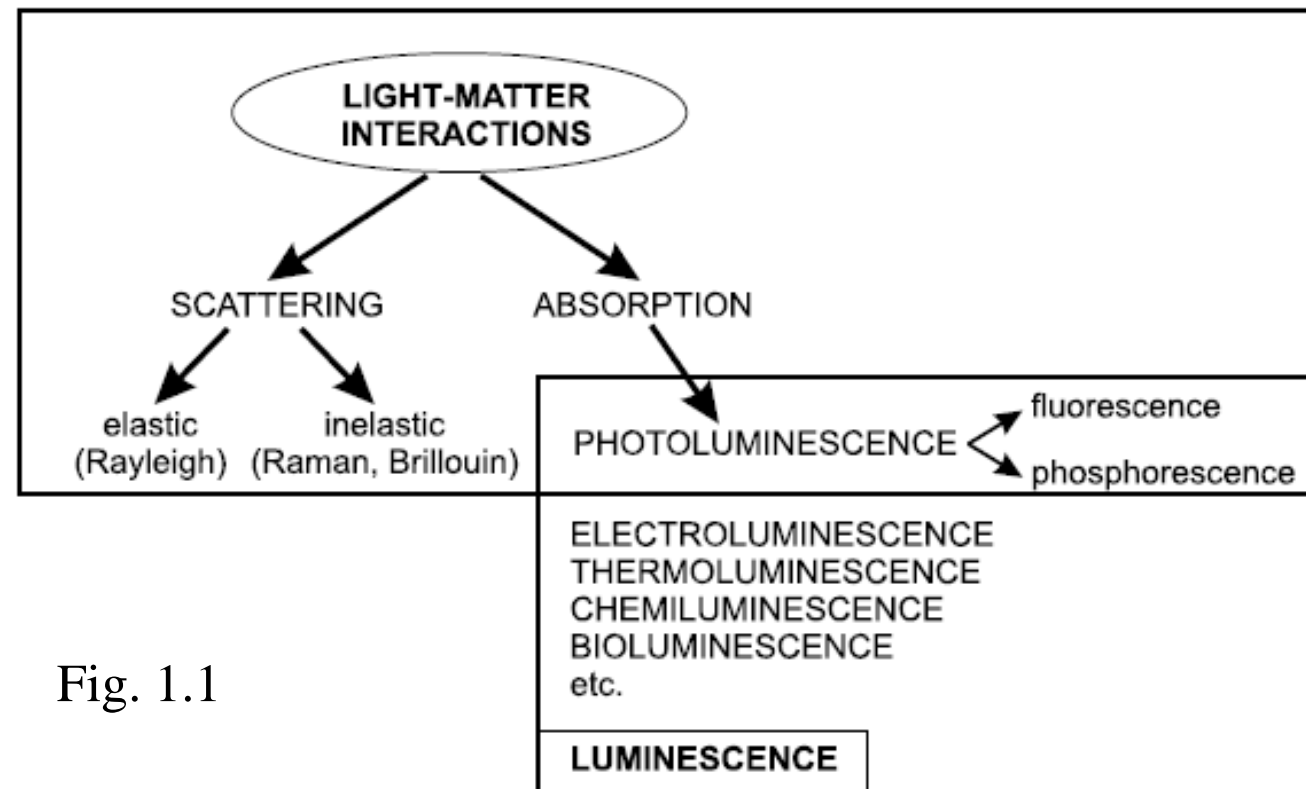 LIGHT-MATTER
INTERACTIONS
SCATTERING
ABSORPTION
elastic
(Rayleigh)
inelastic
(Raman, Brillouin)
PHOTOLUMINESCENCE
fluorescence
phosphorescence
ELECTROLUMINESCENCE
THERMOLUMINESCENCE
CHEMILUMINESCENCE
BIOLUMINESCENCE
etc.
LUMINESCENCE
Fig. 1.1